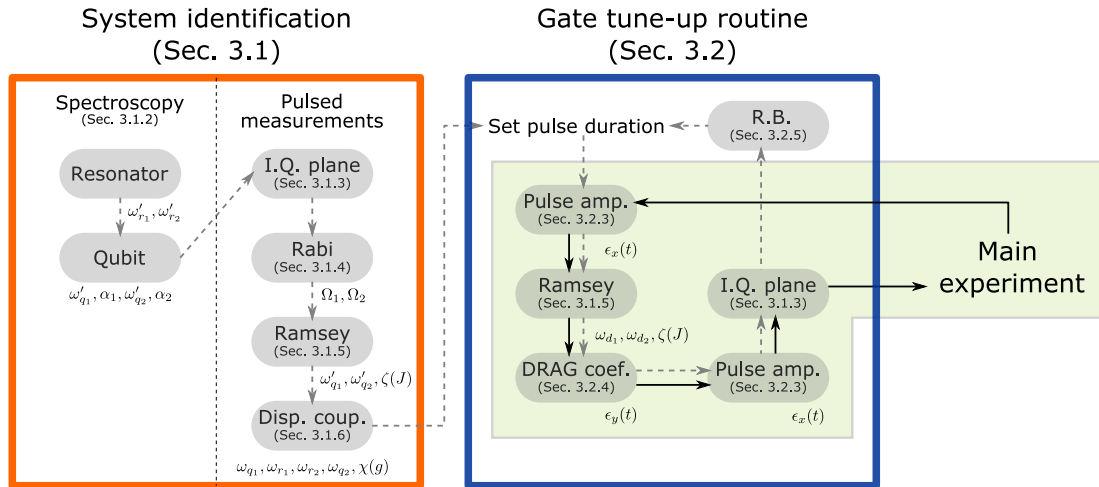 System identification
(Sec. 3.1)
Spectroscopy
(Sec. 3.1.2)
Resonator
ω′r₁, ω′r₂
Qubit
ω′q₁, α₁, ω′q₂, α₂
Pulsed
measurements
I.Q. plane
(Sec. 3.1.3)
Rabi
(Sec. 3.1.4)
Ω₁, Ω₂
Ramsey
(Sec. 3.1.5)
ω′q₁, ω′q₂, ζ(J)
Disp. coup.
(Sec. 3.1.6)
ωq₁, ωr₁, ωr₂, ωq₂, χ(g)
Gate tune-up routine
(Sec. 3.2)
Set pulse duration
R.B.
(Sec. 3.2.5)
Pulse amp.
(Sec. 3.2.3)
ϵx(t)
Ramsey
(Sec. 3.1.5)
ωd₁, ωd₂, ζ(J)
DRAG coef.
(Sec. 3.2.4)
ϵy(t)
Pulse amp.
(Sec. 3.2.3)
ϵx(t)
I.Q. plane
(Sec. 3.1.3)
Main
experiment